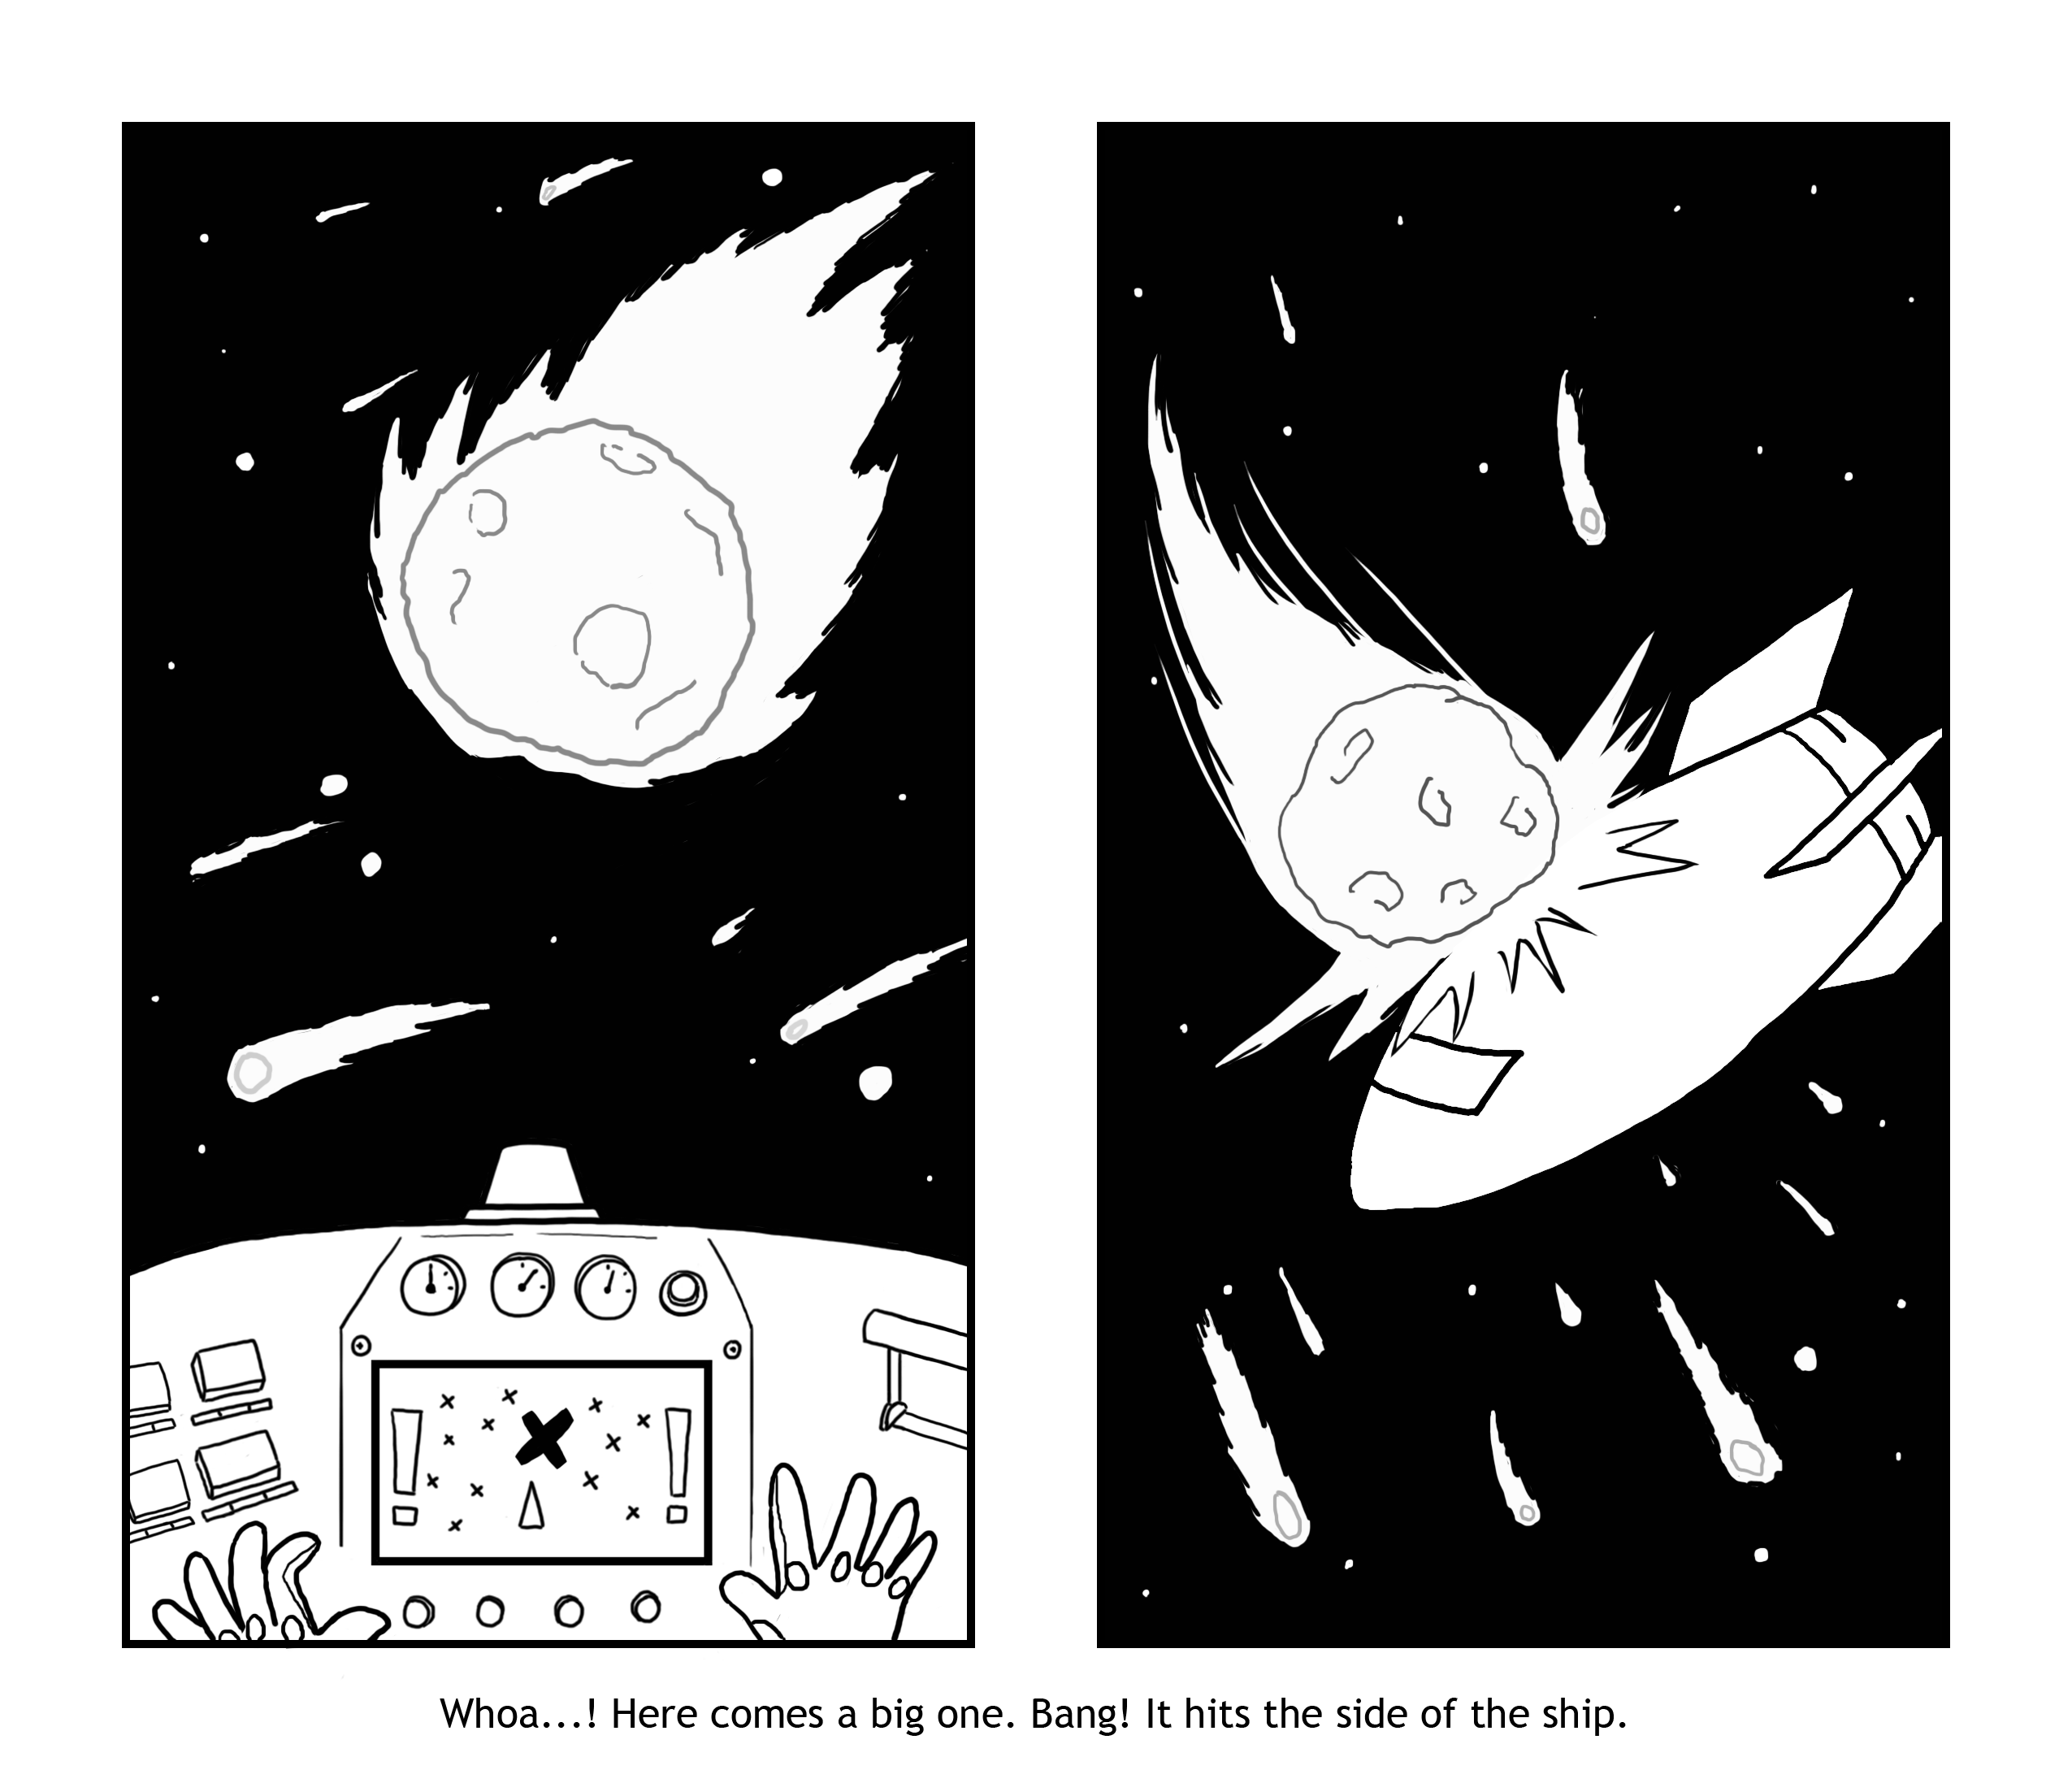 ! !
Whoa...! Here comes a big one. Bang! It hits the side of the ship.